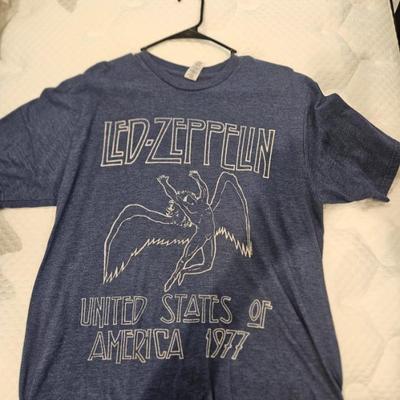 LED-ZEPPELIN
UNITED STATES OF
AMERICA 1977